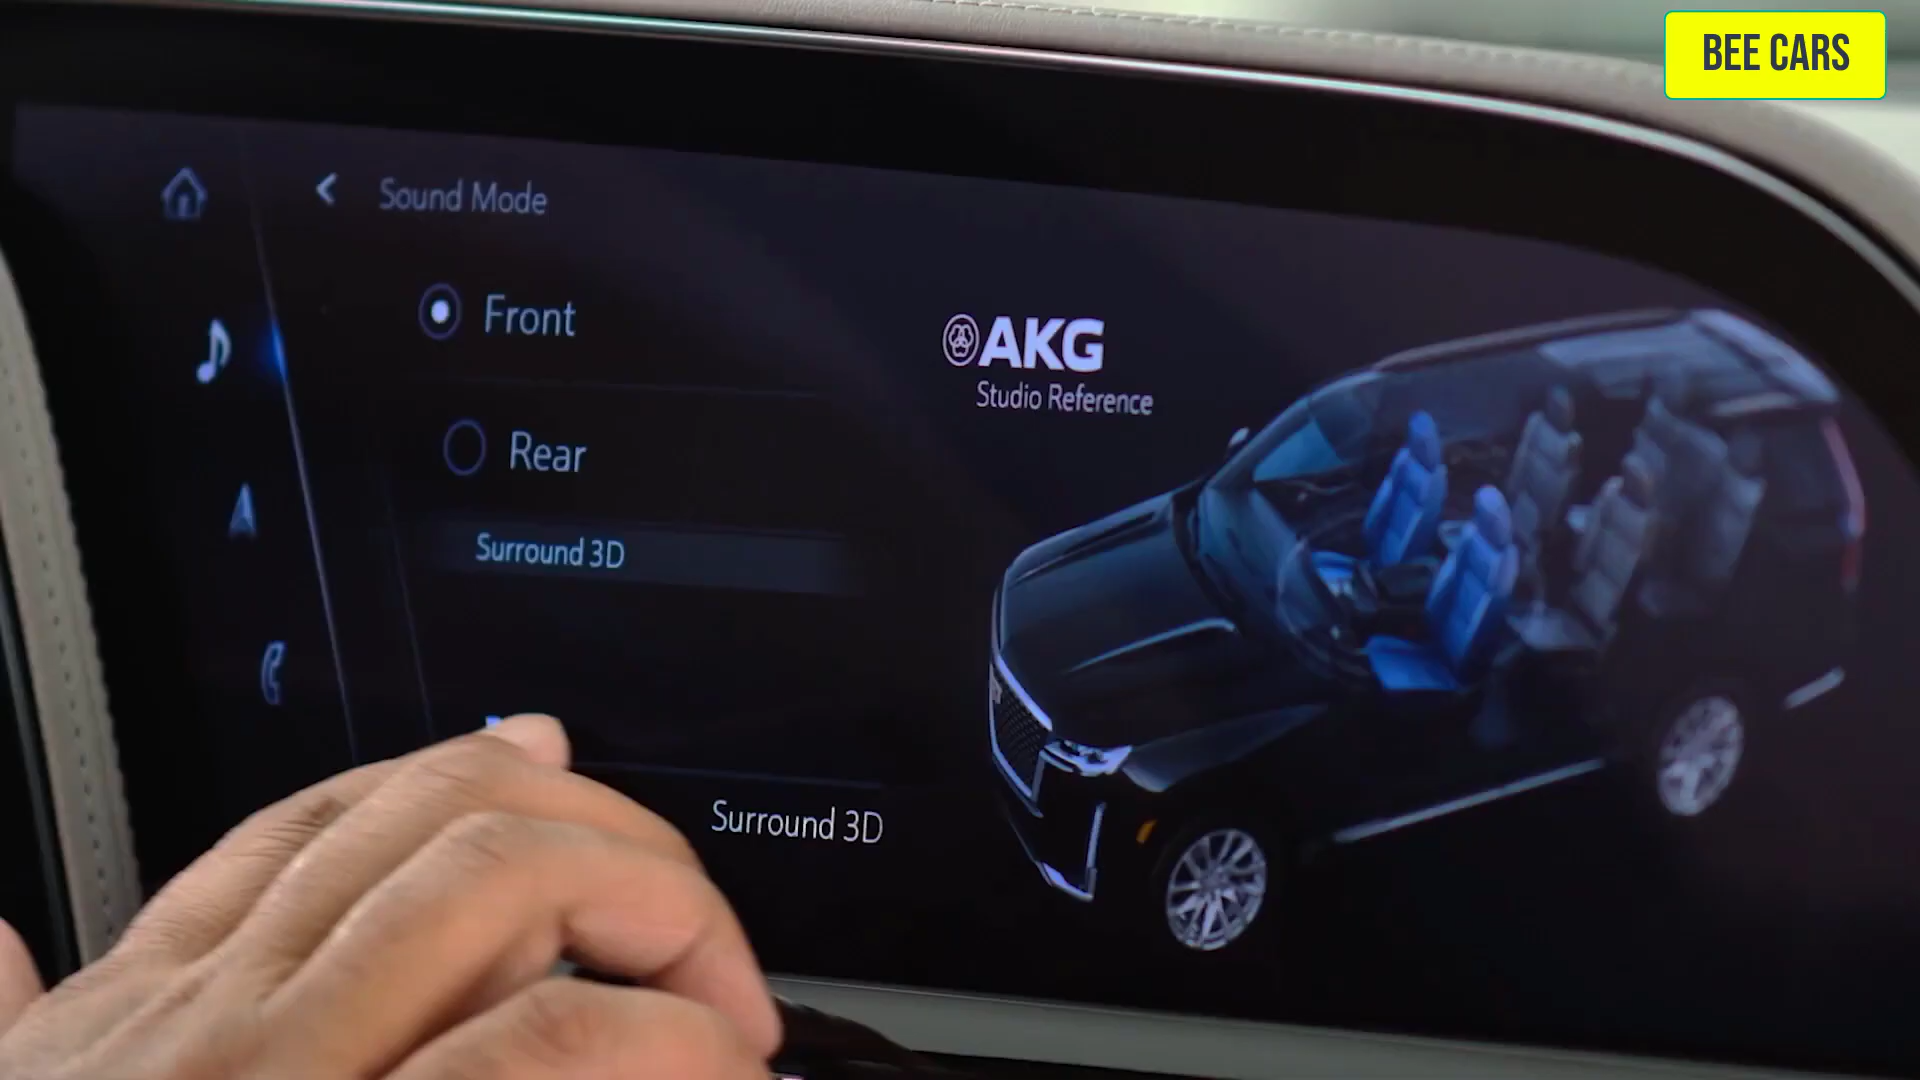 BEE CARS
Sound Mode
Front
AKG
Studio Reference
Rear
Surround 3D
Surround 3D